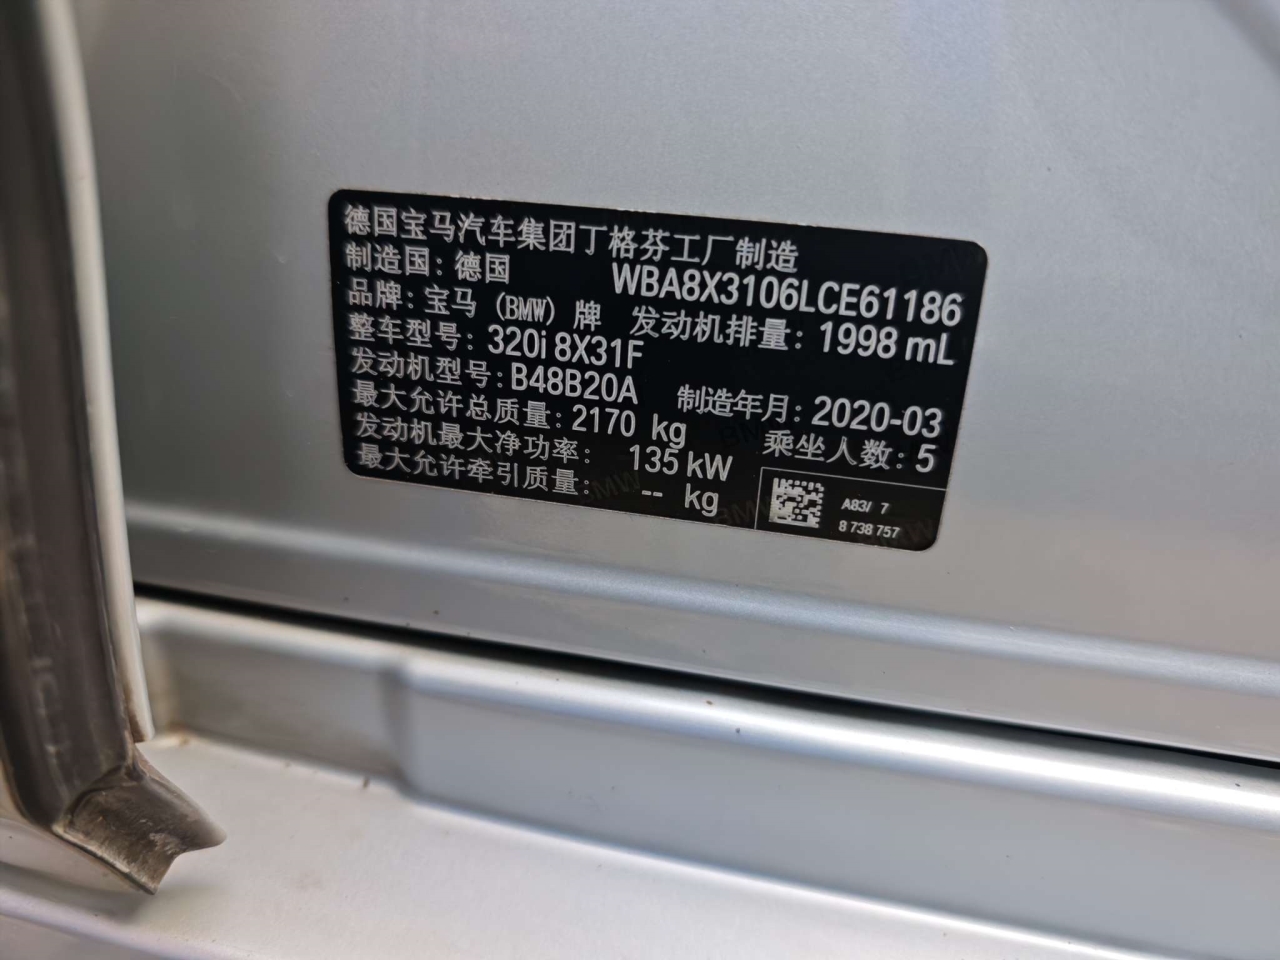 德国宝马汽车集团丁格芬工厂制造
制造国：德国 WBA8X3106LCE61186
品牌：宝马（BMW）牌 发动机排量：1998 mL
整车型号：320i 8X31F
发动机型号：B48B20A 制造年月：2020-03
最大允许总质量：2170 kg 乘坐人数：5
发动机最大净功率： 135 kW
最大允许牵引质量： -- kg
A83/ 7
8 738 757